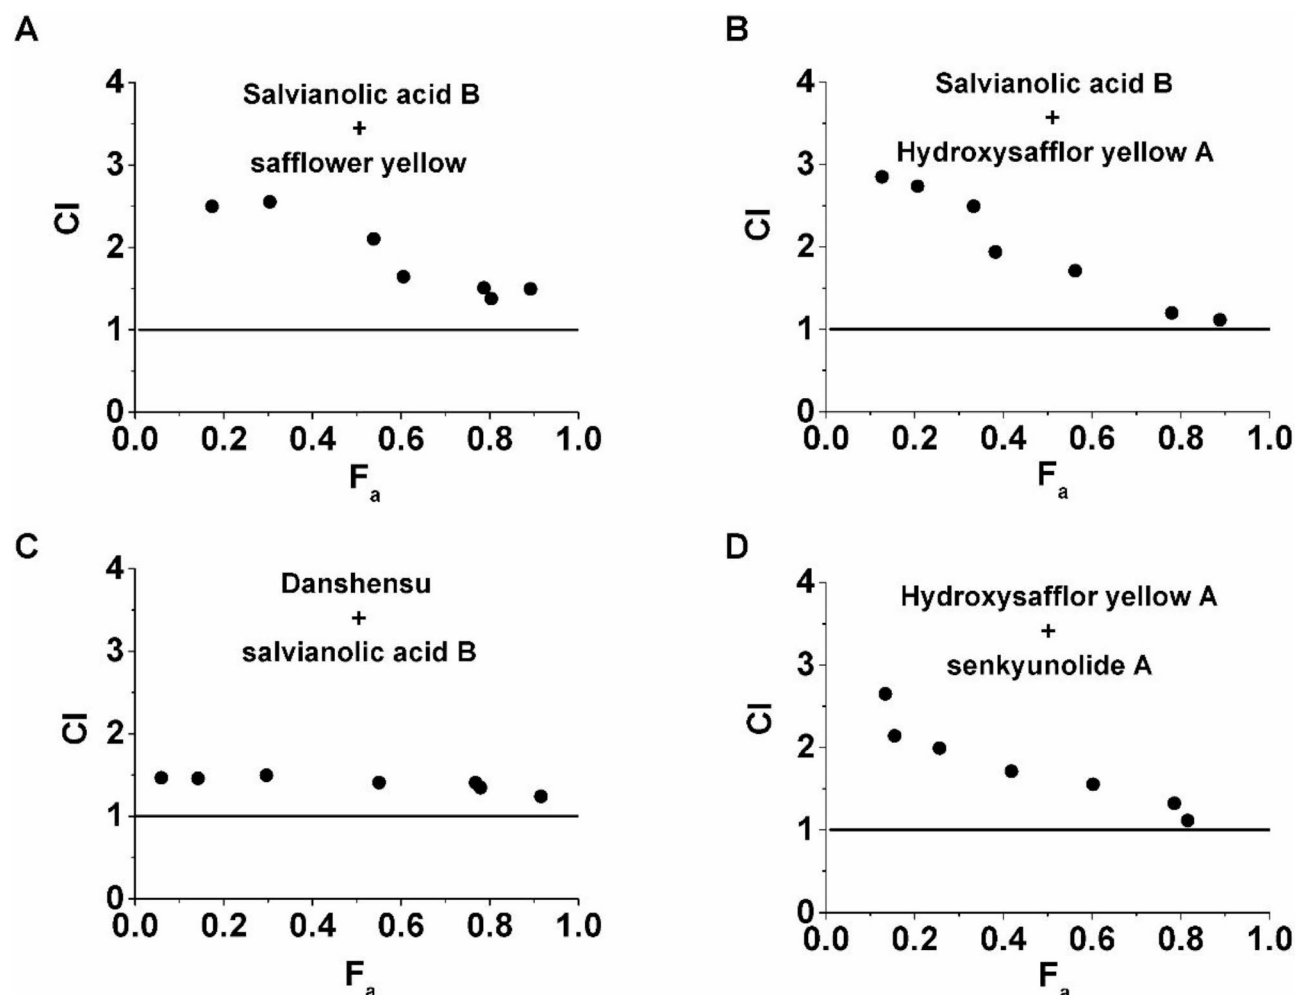 A
4
3
2
1
0
CI
Salvianolic acid B
+
safflower yellow
0.0 0.2 0.4 0.6 0.8 1.0
Fa
B
4
3
2
1
0
CI
Salvianolic acid B
+
Hydroxysafflor yellow A
0.0 0.2 0.4 0.6 0.8 1.0
Fa
C
4
3
2
1
0
CI
Danshensu
+
salvianolic acid B
0.0 0.2 0.4 0.6 0.8 1.0
Fa
D
4
3
2
1
0
CI
Hydroxysafflor yellow A
+
senkyunolide A
0.0 0.2 0.4 0.6 0.8 1.0
Fa